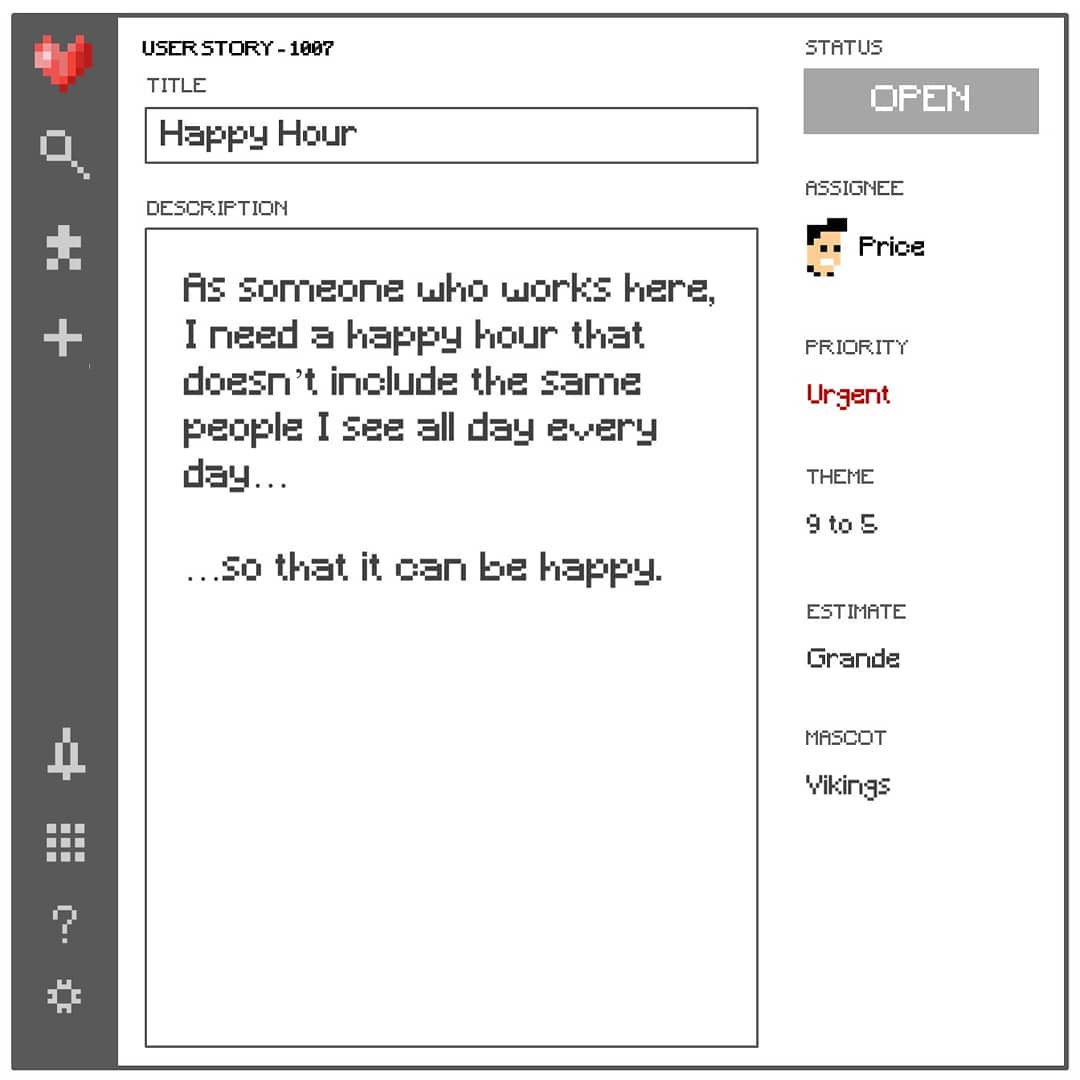 USER STORY - 1007
TITLE
Happy Hour
DESCRIPTION
As someone who works here,
I need a happy hour that
doesn't include the same
people I see all day every
day...
...so that it can be happy.
STATUS
OPEN
ASSIGNEE
Price
PRIORITY
Urgent
THEME
9 to 5
ESTIMATE
Grande
MASCOT
Vikings
?